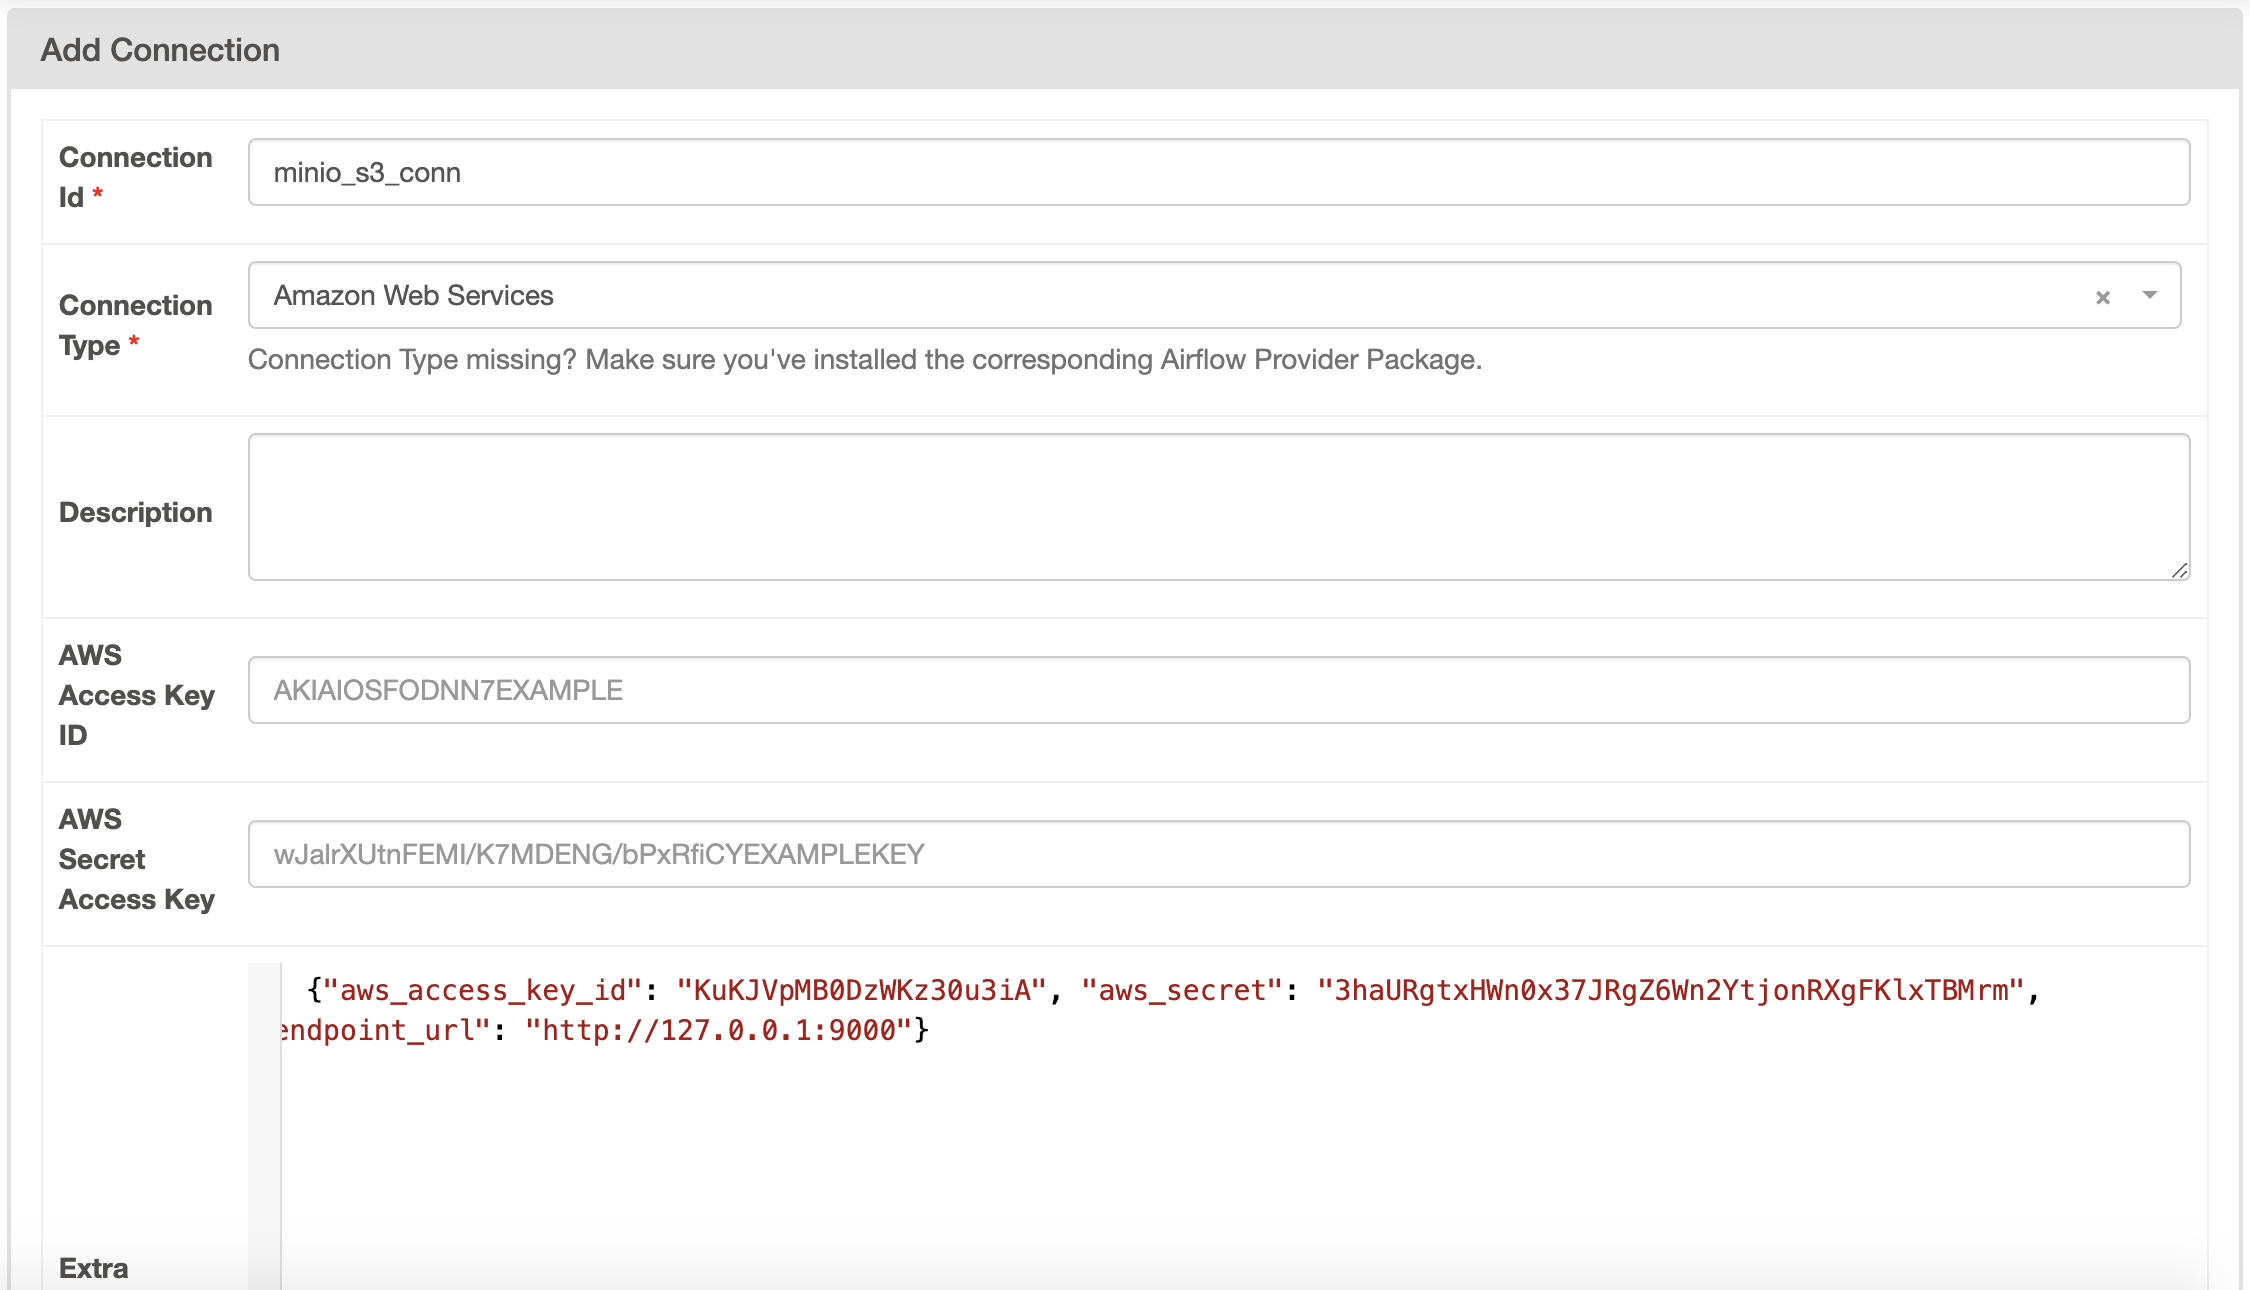 Add Connection
Connection
Id *
minio_s3_conn
Connection
Type *
Amazon Web Services
Connection Type missing? Make sure you've installed the corresponding Airflow Provider Package.
Description
AWS
Access Key
ID
AKIAIOSFODNN7EXAMPLE
AWS
Secret
Access Key
wJalrXUtnFEMI/K7MDENG/bPxRfiCYEXAMPLEKEY
{"aws_access_key_id": "KuKJVpMB0DzWKz30u3iA", "aws_secret": "3haURgtxHWn0x37JRgZ6Wn2YtjonRXgFKlxTBMrm",
endpoint_url": "http://127.0.0.1:9000"}
Extra